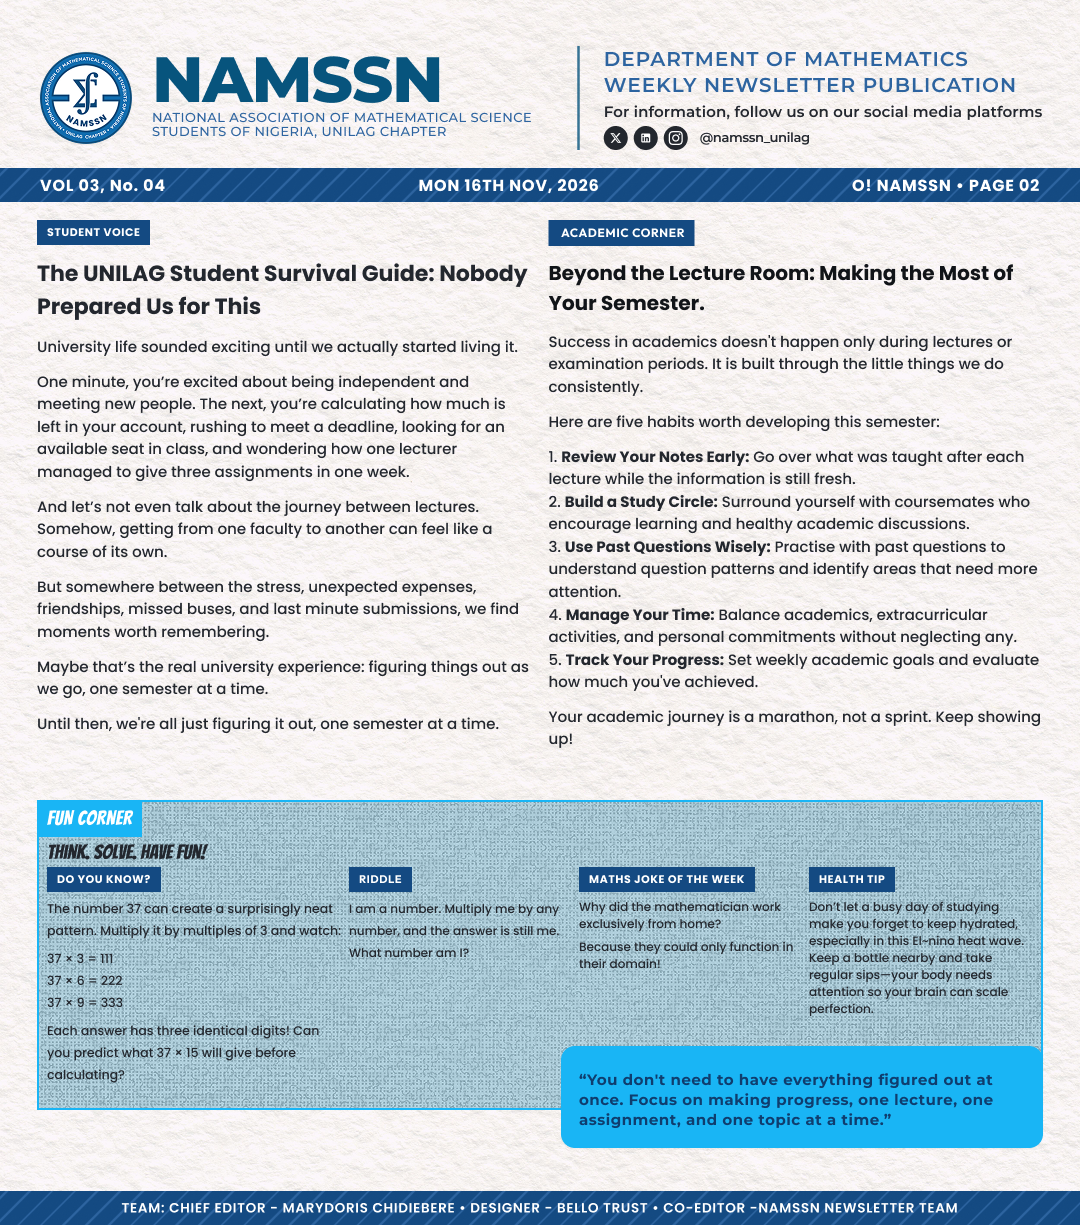 NATIONAL ASSOCIATION OF MATHEMATICAL SCIENCE STUDENTS OF NIGERIA • UNILAG CHAPTER •
NAMSSN
NAMSSN
NATIONAL ASSOCIATION OF MATHEMATICAL SCIENCE
STUDENTS OF NIGERIA, UNILAG CHAPTER
DEPARTMENT OF MATHEMATICS
WEEKLY NEWSLETTER PUBLICATION
For information, follow us on our social media platforms
@namssn_unilag
VOL 03, No. 04
MON 16TH NOV, 2026
O! NAMSSN • PAGE 02
STUDENT VOICE
The UNILAG Student Survival Guide: Nobody
Prepared Us for This
University life sounded exciting until we actually started living it.
One minute, you’re excited about being independent and
meeting new people. The next, you’re calculating how much is
left in your account, rushing to meet a deadline, looking for an
available seat in class, and wondering how one lecturer
managed to give three assignments in one week.
And let’s not even talk about the journey between lectures.
Somehow, getting from one faculty to another can feel like a
course of its own.
But somewhere between the stress, unexpected expenses,
friendships, missed buses, and last minute submissions, we find
moments worth remembering.
Maybe that’s the real university experience: figuring things out as
we go, one semester at a time.
Until then, we're all just figuring it out, one semester at a time.
ACADEMIC CORNER
Beyond the Lecture Room: Making the Most of
Your Semester.
Success in academics doesn't happen only during lectures or
examination periods. It is built through the little things we do
consistently.
Here are five habits worth developing this semester:
1. Review Your Notes Early: Go over what was taught after each
lecture while the information is still fresh.
2. Build a Study Circle: Surround yourself with coursemates who
encourage learning and healthy academic discussions.
3. Use Past Questions Wisely: Practise with past questions to
understand question patterns and identify areas that need more
attention.
4. Manage Your Time: Balance academics, extracurricular
activities, and personal commitments without neglecting any.
5. Track Your Progress: Set weekly academic goals and evaluate
how much you've achieved.
Your academic journey is a marathon, not a sprint. Keep showing
up!
FUN CORNER
THINK, SOLVE, HAVE FUN!
DO YOU KNOW?
The number 37 can create a surprisingly neat
pattern. Multiply it by multiples of 3 and watch:
37 × 3 = 111
37 × 6 = 222
37 × 9 = 333
Each answer has three identical digits! Can
you predict what 37 × 15 will give before
calculating?
RIDDLE
I am a number. Multiply me by any
number, and the answer is still me.
What number am I?
MATHS JOKE OF THE WEEK
Why did the mathematician work
exclusively from home?
Because they could only function in
their domain!
HEALTH TIP
Don’t let a busy day of studying
make you forget to keep hydrated,
especially in this El-nino heat wave.
Keep a bottle nearby and take
regular sips—your body needs
attention so your brain can scale
perfection.
“You don't need to have everything figured out at
once. Focus on making progress, one lecture, one
assignment, and one topic at a time.”
TEAM: CHIEF EDITOR - MARYDORIS CHIDIEBERE • DESIGNER - BELLO TRUST • CO-EDITOR -NAMSSN NEWSLETTER TEAM